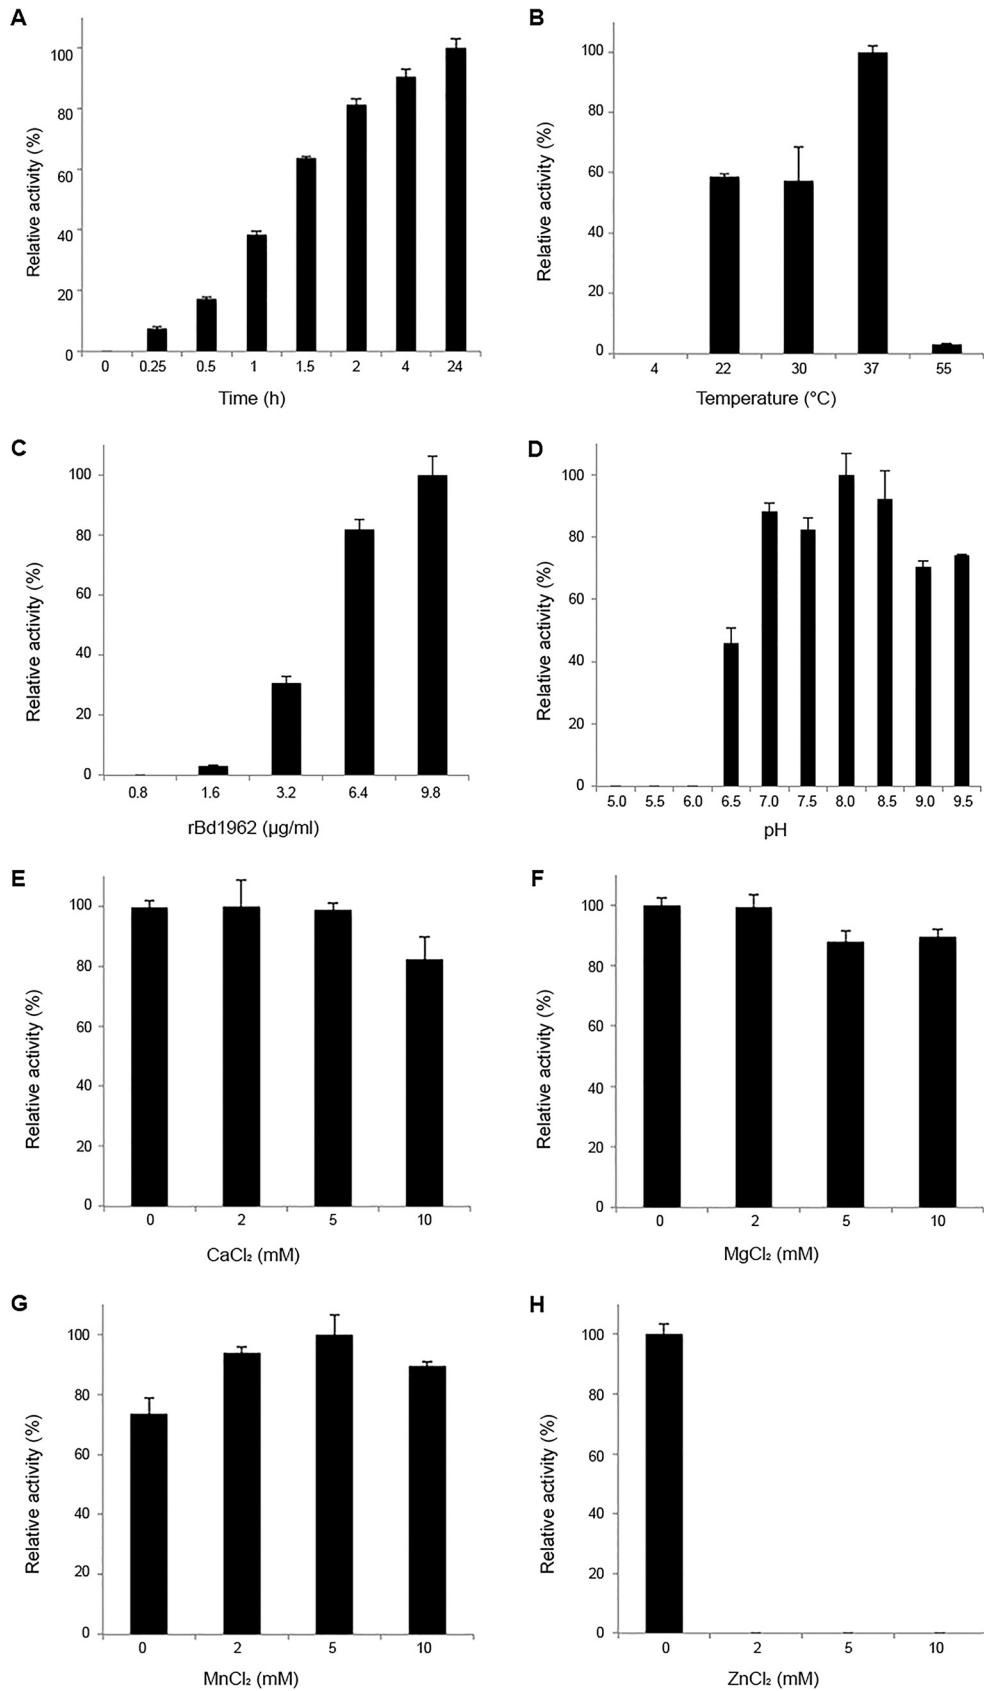 A
Relative activity (%)
100
80
60
40
20
0
0 0.25 0.5 1 1.5 2 4 24
Time (h)
B
Relative activity (%)
100
80
60
40
20
0
4 22 30 37 55
Temperature (°C)
C
Relative activity (%)
100
80
60
40
20
0
0.8 1.6 3.2 6.4 9.8
rBd1962 (µg/ml)
D
Relative activity (%)
100
80
60
40
20
0
5.0 5.5 6.0 6.5 7.0 7.5 8.0 8.5 9.0 9.5
pH
E
Relative activity (%)
100
80
60
40
20
0
0 2 5 10
CaCl₂ (mM)
F
Relative activity (%)
100
80
60
40
20
0
0 2 5 10
MgCl₂ (mM)
G
Relative activity (%)
100
80
60
40
20
0
0 2 5 10
MnCl₂ (mM)
H
Relative activity (%)
100
80
60
40
20
0
0 2 5 10
ZnCl₂ (mM)